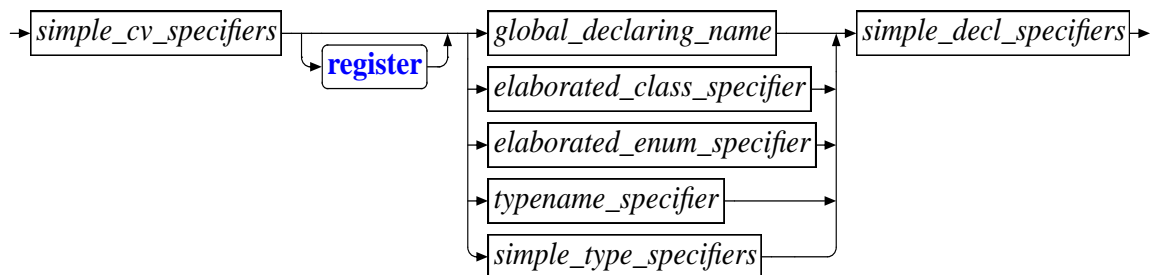 simple_cv_specifiers global_declaring_name simple_decl_specifiers
register
elaborated_class_specifier
elaborated_enum_specifier
typename_specifier
simple_type_specifiers